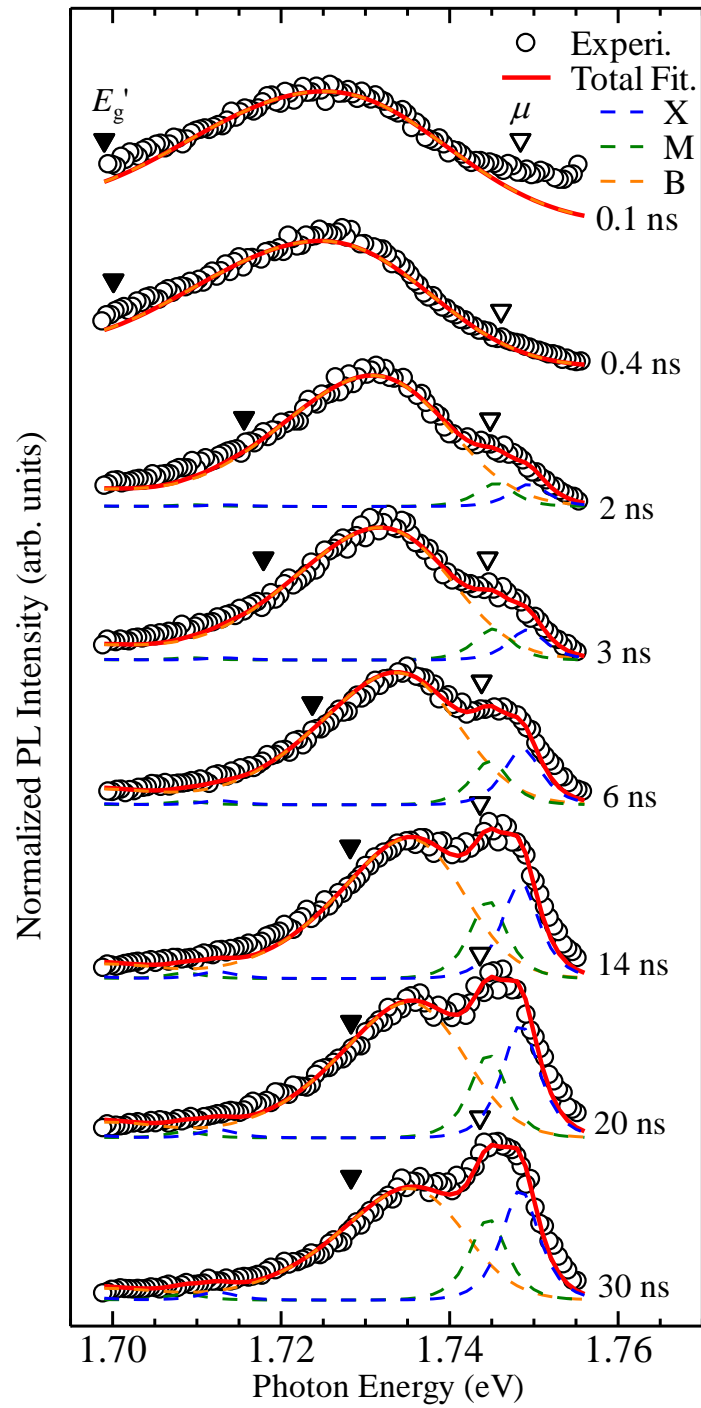 Experi.
Total Fit.
Eg'
μ
X
M
B
0.1 ns
0.4 ns
2 ns
3 ns
6 ns
14 ns
20 ns
30 ns
Normalized PL Intensity (arb. units)
1.70 1.72 1.74 1.76
Photon Energy (eV)